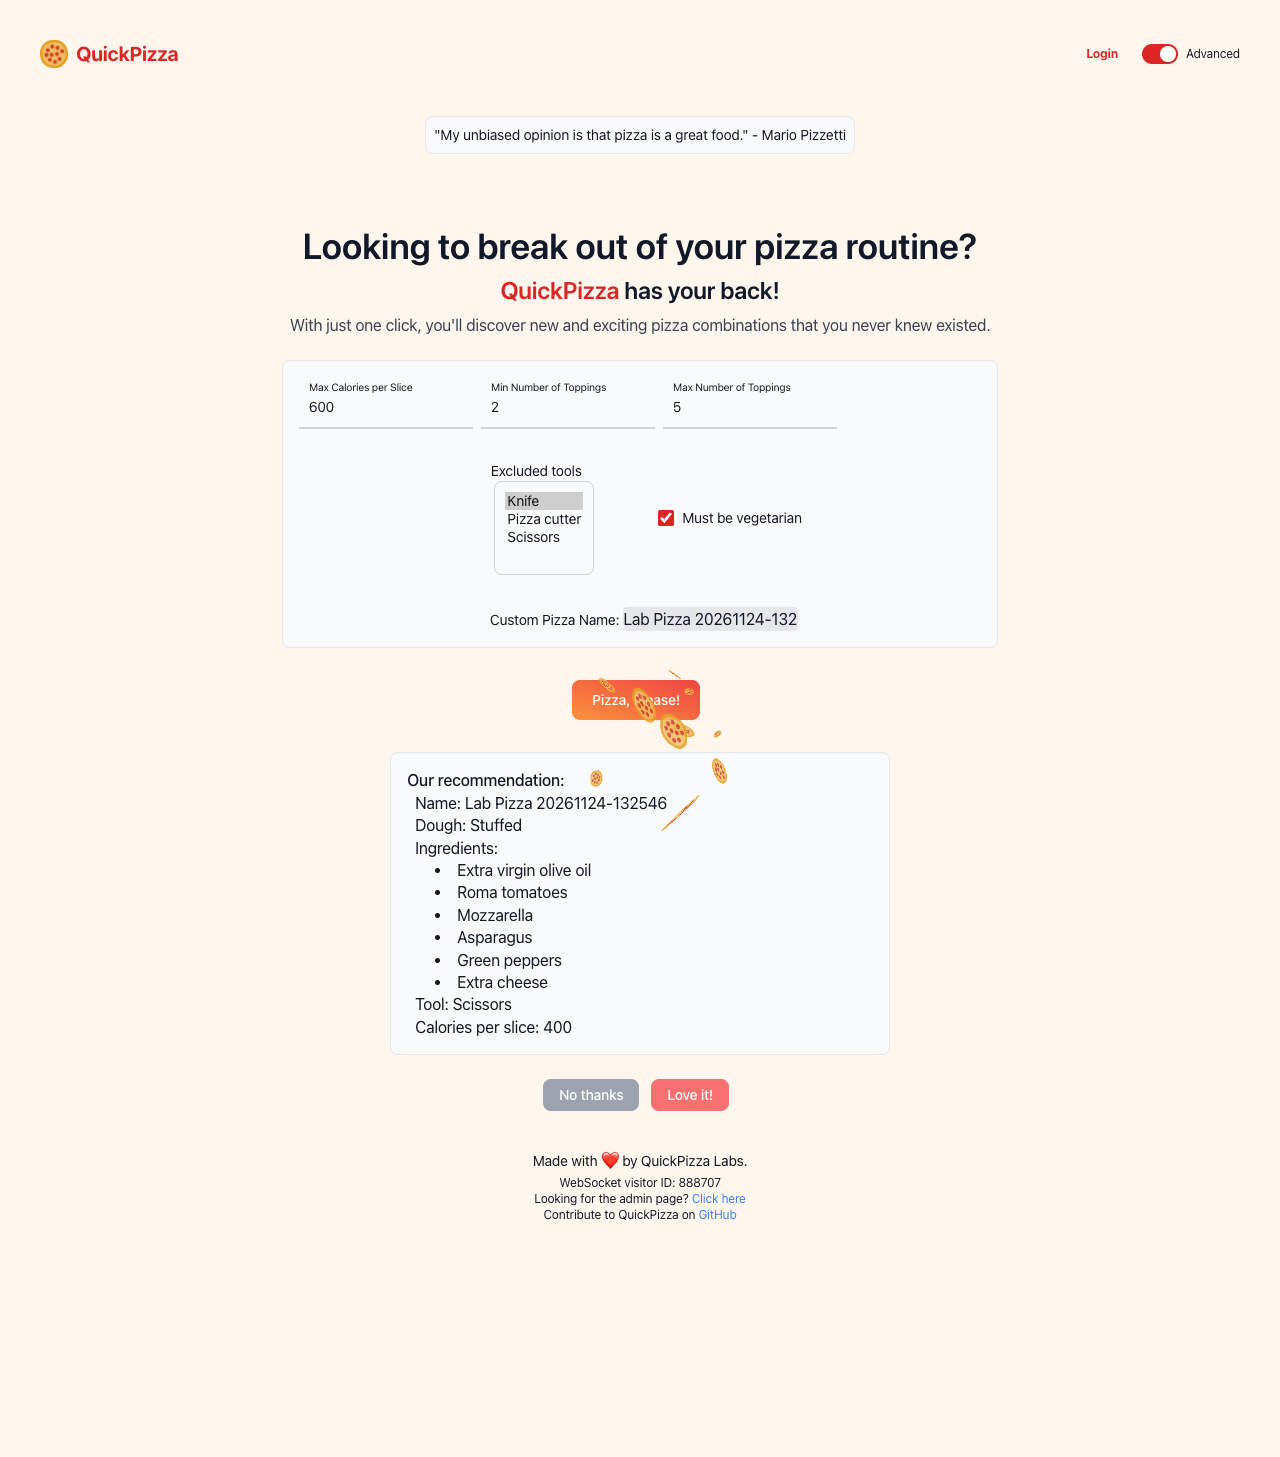 QuickPizza
Login
Advanced
"My unbiased opinion is that pizza is a great food." - Mario Pizzetti
Looking to break out of your pizza routine?
QuickPizza has your back!
With just one click, you'll discover new and exciting pizza combinations that you never knew existed.
Max Calories per Slice
600
Min Number of Toppings
2
Max Number of Toppings
5
Excluded tools
Knife
Pizza cutter
Scissors
Must be vegetarian
Custom Pizza Name: Lab Pizza 20261124-132
Pizza,
Our recommendation:
Name: Lab Pizza 20261124-132546
Dough: Stuffed
Ingredients:
• Extra virgin olive oil
• Roma tomatoes
• Mozzarella
• Asparagus
• Green peppers
• Extra cheese
Tool: Scissors
Calories per slice: 400
No thanks
Love it!
Made with ❤️ by QuickPizza Labs.
WebSocket visitor ID: 888707
Looking for the admin page? Click here
Contribute to QuickPizza on GitHub